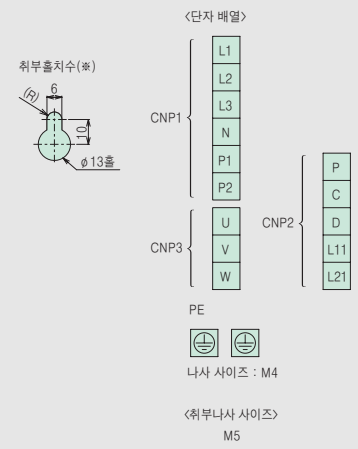 〈단자 배열〉
취부홀치수(※)
6
(R)
10
ø13홀
CNP1
L1
L2
L3
N
P1
P2
CNP3
U
V
W
CNP2
P
C
D
L11
L21
PE
나사 사이즈 : M4
〈취부나사 사이즈〉
M5